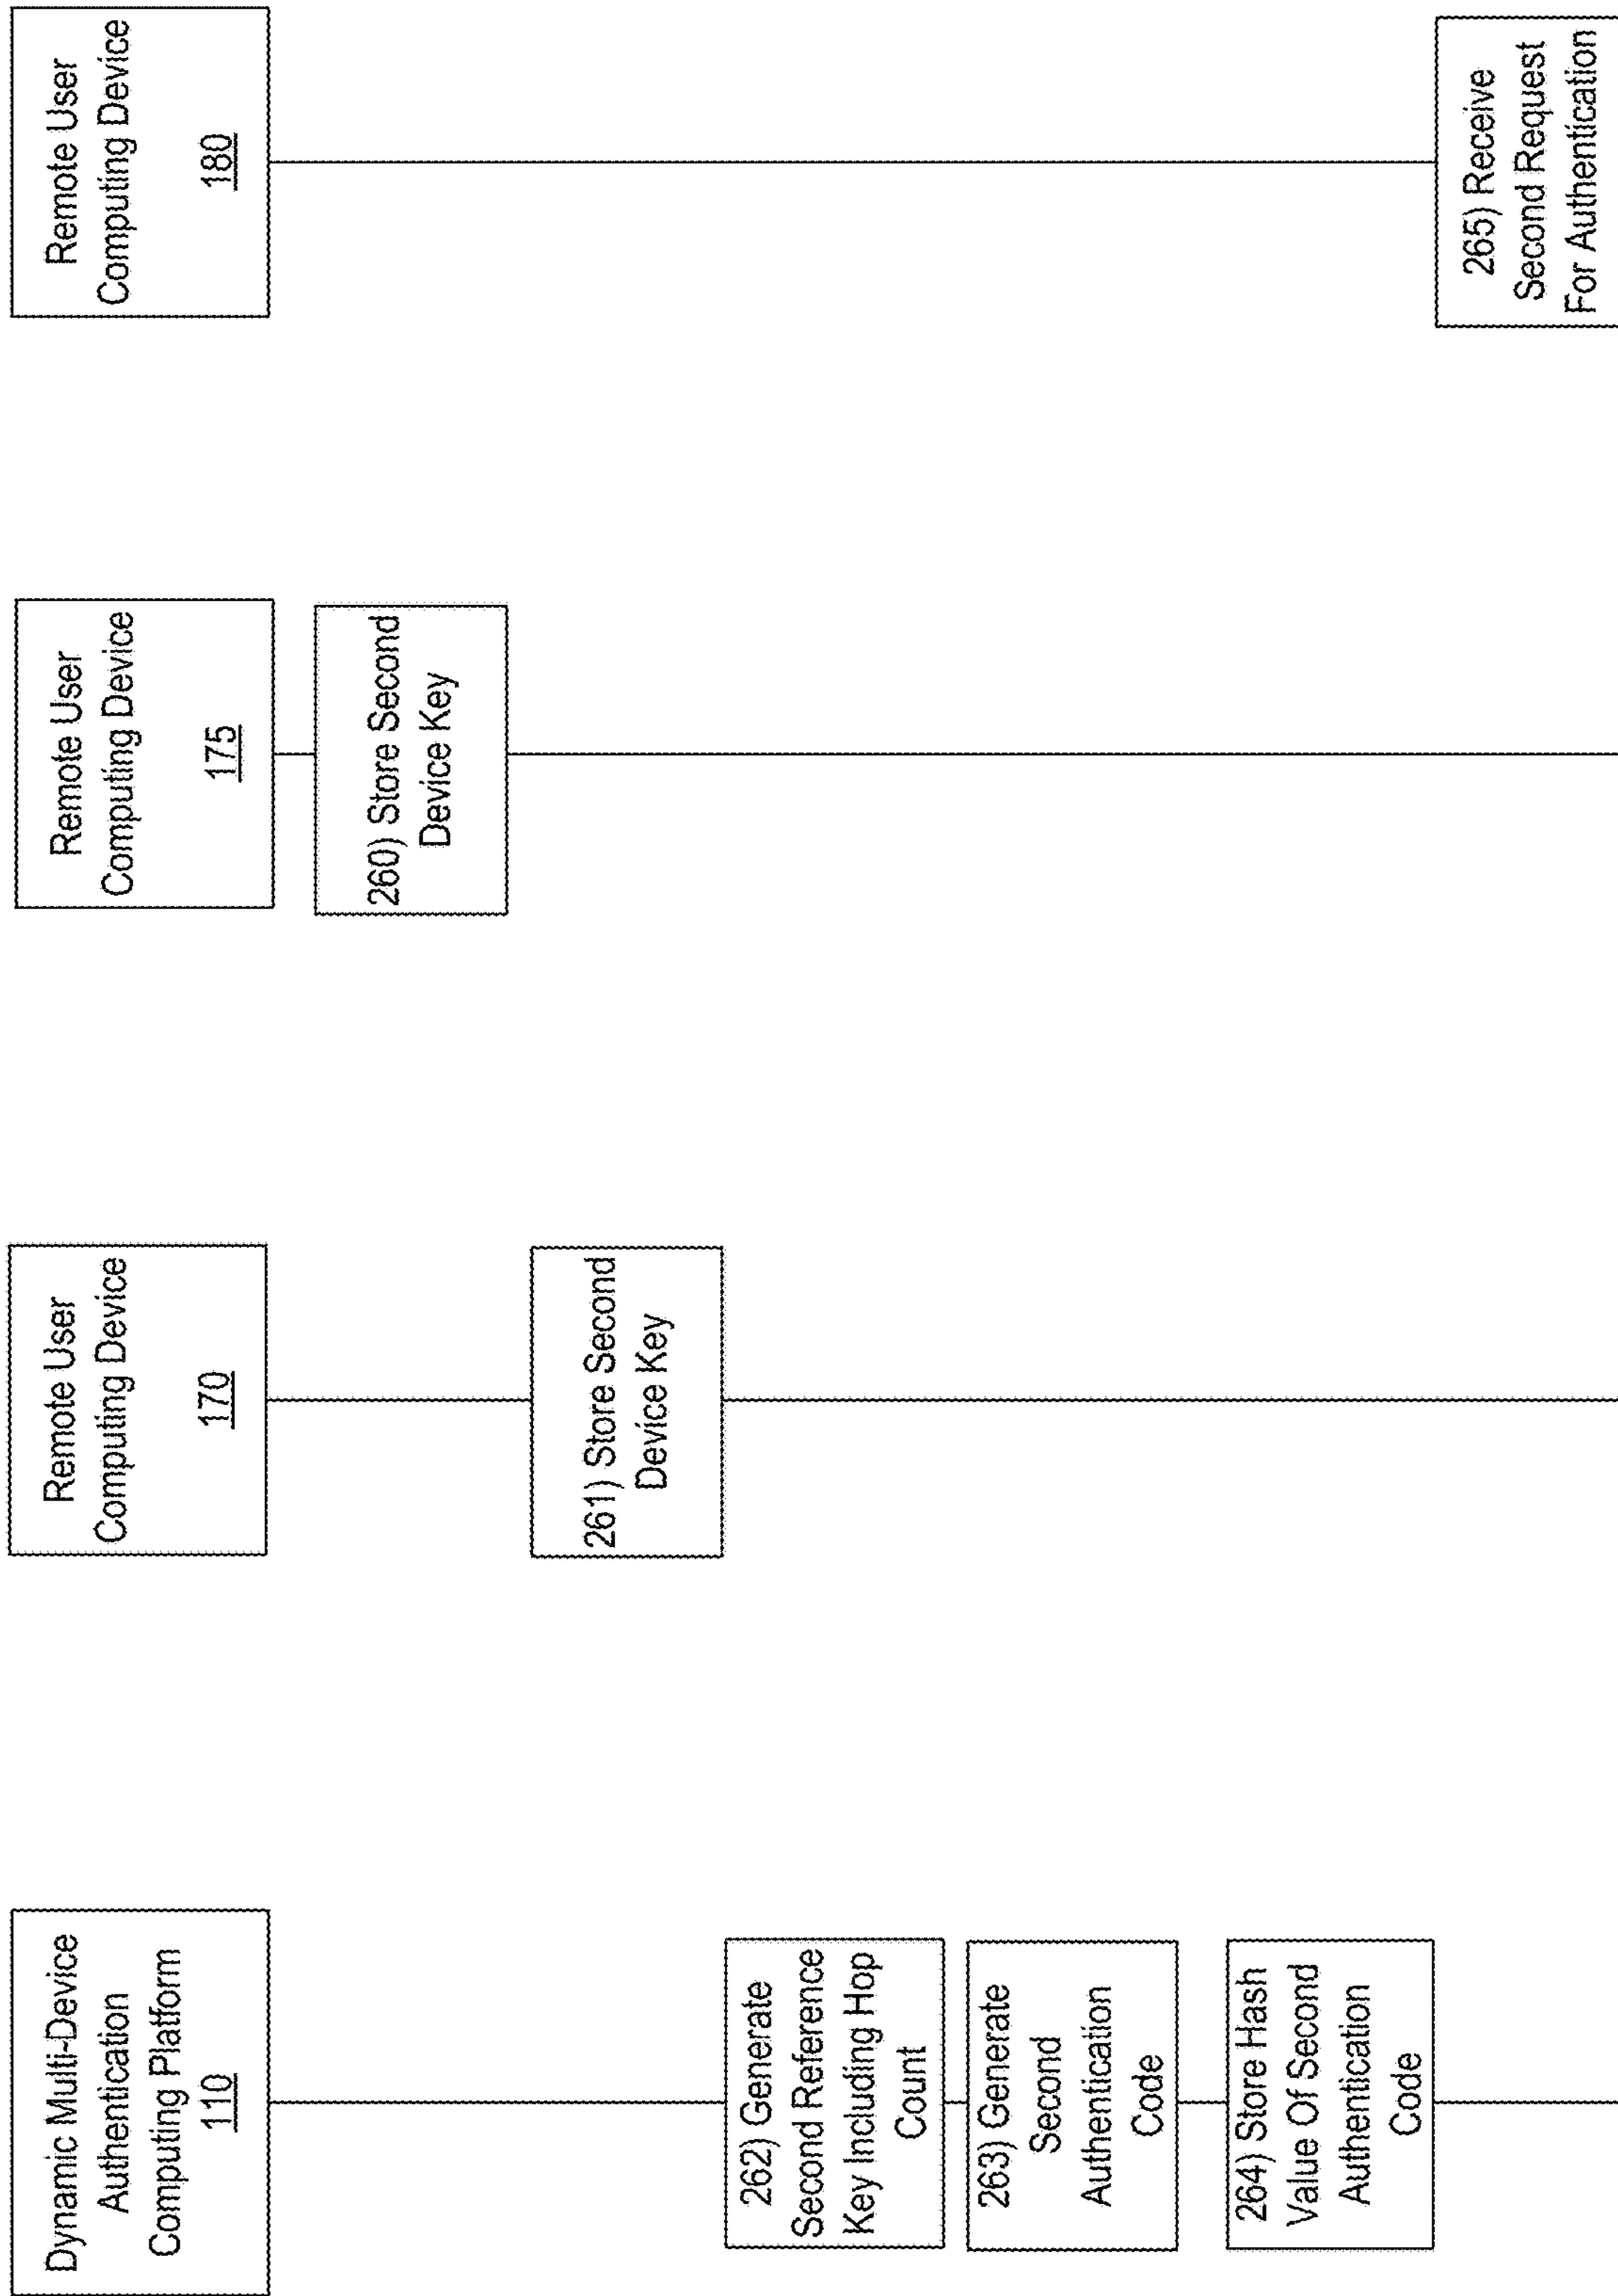 Dynamic Multi-Device
Authentication
Computing Platform
110
Remote User
Computing Device
170
Remote User
Computing Device
175
Remote User
Computing Device
180
260) Store Second
Device Key
261) Store Second
Device Key
262) Generate
Second Reference
Key Including Hop
Count
263) Generate
Second
Authentication
Code
264) Store Hash
Value Of Second
Authentication
Code
265) Receive
Second Request
For Authentication